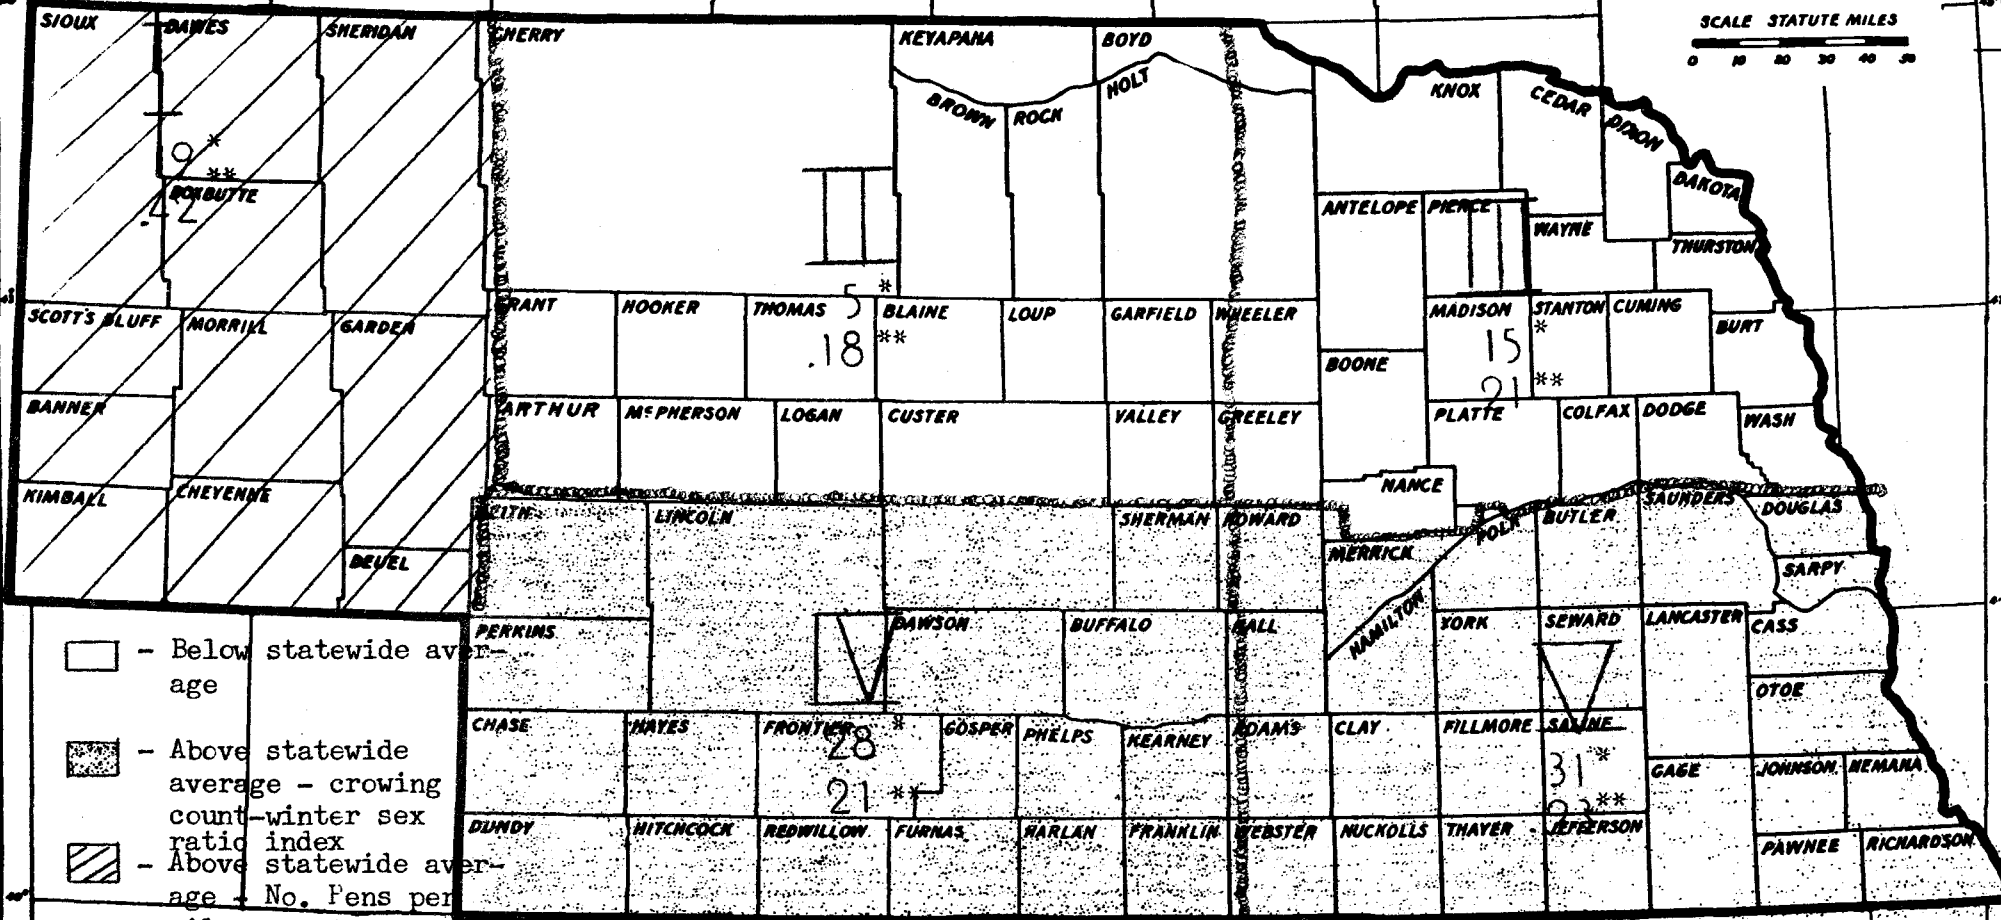 SCALE STATUTE MILES
0 10 20 30 40 50
SIOUX
DAWES
SHERIDAN
CHERRY
KEYAPAHA
BOYD
BROWN
ROCK
HOLT
KNOX
CEDAR
DIXON
DAKOTA
9 *
**
BOXBUTTE
.42
ANTELOPE
PIERCE
WAYNE
THURSTON
III
III
SCOTT'S BLUFF
MORRILL
GARDEN
GRANT
HOOKER
THOMAS
5 *
.18 **
BLAINE
LOUP
GARFIELD
WHEELER
BOONE
MADISON
15 *
21 **
STANTON
CUMING
BURT
BANNER
ARTHUR
McPHERSON
LOGAN
CUSTER
VALLEY
GREELEY
PLATTE
COLFAX
DODGE
WASH
KIMBALL
CHEYENNE
DEUEL
NANCE
KEITH
LINCOLN
SHERMAN
HOWARD
MERRICK
POLK
BUTLER
SAUNDERS
DOUGLAS
SARPY
PERKINS
DAWSON
BUFFALO
HALL
HAMILTON
YORK
SEWARD
LANCASTER
CASS
OTOE
V
V
CHASE
HAYES
FRONTIER
28 *
21 **
GOSPER
PHELPS
KEARNEY
ADAMS
CLAY
FILLMORE
SALINE
31 *
23 **
GAGE
JOHNSON
NEMAHA
DUNDY
HITCHCOCK
REDWILLOW
FURNAS
HARLAN
FRANKLIN
WEBSTER
NUCKOLLS
THAYER
JEFFERSON
PAWNEE
RICHARDSON
- Below statewide aver-
age
- Above statewide
average - crowing
count-winter sex
ratio index
- Above statewide aver-
age - No. Pens per